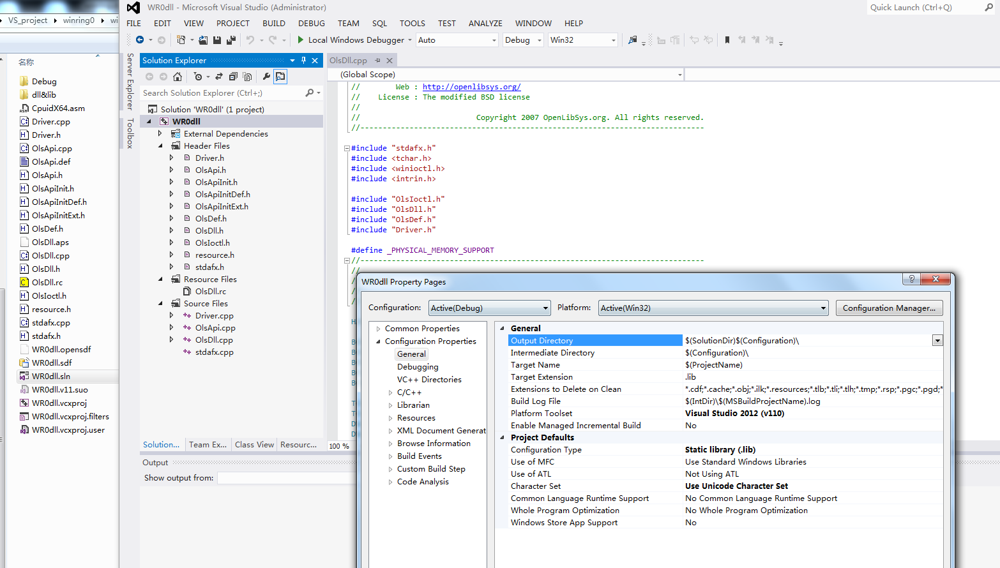 VS_project winring0 wi
名称
Debug
dll&lib
CpuidX64.asm
Driver.cpp
Driver.h
OlsApi.cpp
OlsApi.def
OlsApi.h
OlsApiInit.h
OlsApiInitDef.h
OlsApiInitExt.h
OlsDef.h
OlsDll.aps
OlsDll.cpp
OlsDll.h
OlsDll.rc
OlsIoctl.h
resource.h
stdafx.cpp
stdafx.h
WR0dll.opensdf
WR0dll.sdf
WR0dll.sln
WR0dll.v11.suo
WR0dll.vcxproj
WR0dll.vcxproj.filters
WR0dll.vcxproj.user
WR0dll - Microsoft Visual Studio (Administrator)
Quick Launch (Ctrl+Q)
FILE EDIT VIEW PROJECT BUILD DEBUG TEAM SQL TOOLS TEST ANALYZE WINDOW HELP
Local Windows Debugger Auto Debug Win32
Server Explorer
Toolbox
Solution Explorer
Search Solution Explorer (Ctrl+;)
Solution 'WR0dll' (1 project)
WR0dll
External Dependencies
Header Files
Driver.h
OlsApi.h
OlsApiInit.h
OlsApiInitDef.h
OlsApiInitExt.h
OlsDef.h
OlsDll.h
OlsIoctl.h
resource.h
stdafx.h
Resource Files
OlsDll.rc
Source Files
Driver.cpp
OlsApi.cpp
OlsDll.cpp
stdafx.cpp
Solution... Team Ex... Class View Resourc...
Output
Show output from:
OlsDll.cpp
(Global Scope)
// Web : http://openlibsys.org/
// License : The modified BSD license
//
// Copyright 2007 OpenLibSys.org. All rights reserved.
//-----------------------------------------------------------------------------
#include "stdafx.h"
#include <tchar.h>
#include <winioctl.h>
#include <intrin.h>
#include "OlsIoctl.h"
#include "OlsDll.h"
#include "OlsDef.h"
#include "Driver.h"
#define _PHYSICAL_MEMORY_SUPPORT
//-----------------------------------------------------------------------------
//
100 %
WR0dll Property Pages
Configuration: Active(Debug) Platform: Active(Win32) Configuration Manager...
Common Properties
Configuration Properties
General
Debugging
VC++ Directories
C/C++
Librarian
Resources
XML Document Generat
Browse Information
Build Events
Custom Build Step
Code Analysis
General
Output Directory $(SolutionDir)$(Configuration)\
Intermediate Directory $(Configuration)\
Target Name $(ProjectName)
Target Extension .lib
Extensions to Delete on Clean *.cdf;*.cache;*.obj;*.ilk;*.resources;*.tlb;*.tli;*.tlh;*.tmp;*.rsp;*.pgc;*.pgd;*
Build Log File $(IntDir)\$(MSBuildProjectName).log
Platform Toolset Visual Studio 2012 (v110)
Enable Managed Incremental Build No
Project Defaults
Configuration Type Static library (.lib)
Use of MFC Use Standard Windows Libraries
Use of ATL Not Using ATL
Character Set Use Unicode Character Set
Common Language Runtime Support No Common Language Runtime Support
Whole Program Optimization No Whole Program Optimization
Windows Store App Support No